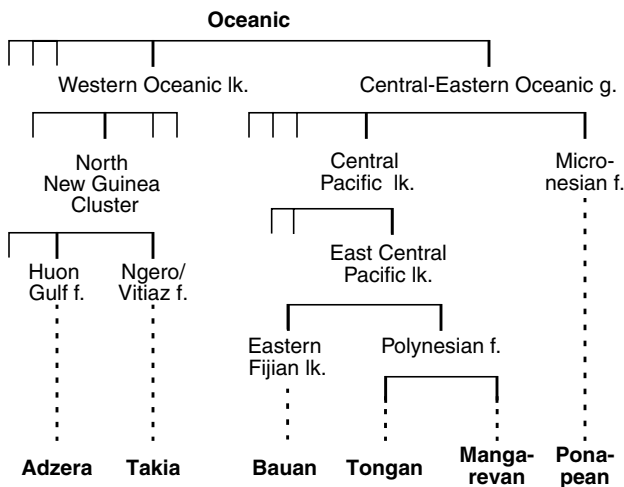 Oceanic
Western Oceanic lk.
Central-Eastern Oceanic g.
North
New Guinea
Cluster
Central
Pacific lk.
Micro-
nesian f.
Huon
Gulf f.
Ngero/
Vitiaz f.
East Central
Pacific lk.
Eastern
Fijian lk.
Polynesian f.
Adzera
Takia
Bauan
Tongan
Manga-
revan
Pona-
pean